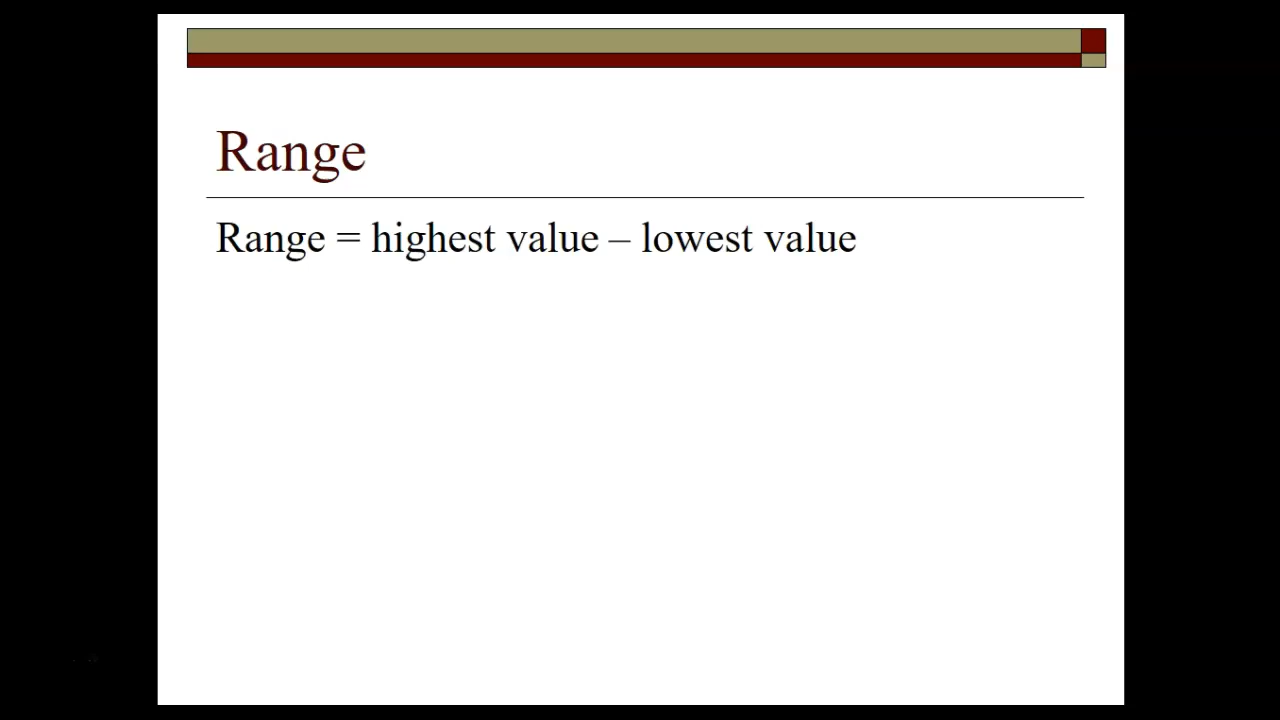 Range
Range = highest value – lowest value